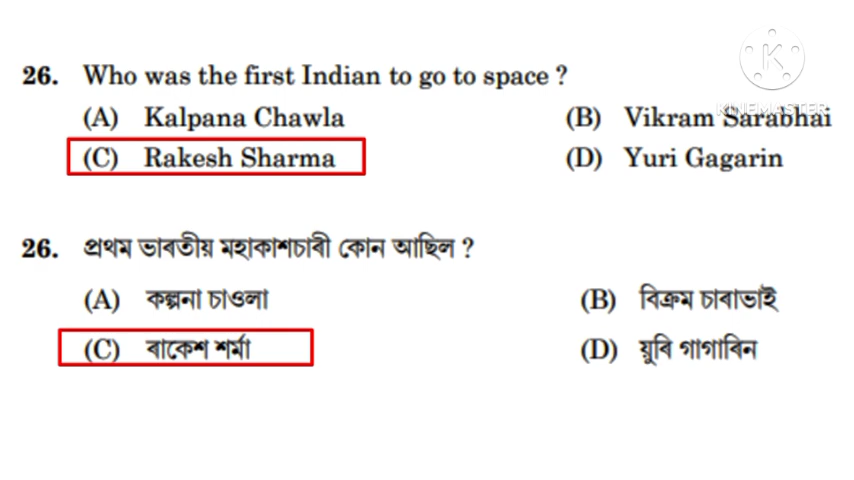 26. Who was the first Indian to go to space ?
(A) Kalpana Chawla (B) Vikram Sarabhai
(C) Rakesh Sharma (D) Yuri Gagarin
26. প্ৰথম ভাৰতীয় মহাকাশচাৰী কোন আছিল ?
(A) কল্পনা চাওলা (B) বিক্ৰম চাৰাভাই
(C) ৰাকেশ শৰ্মা (D) য়ুৰি গাগাৰিন
K
KINEMASTER